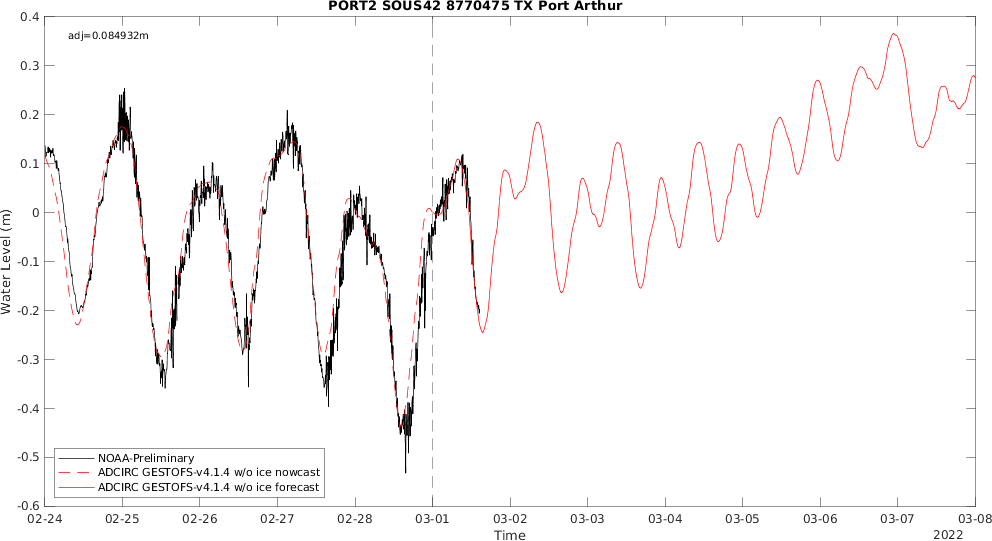 PORT2 SOUS42 8770475 TX Port Arthur
adj=0.084932m
0.4
0.3
0.2
0.1
0
-0.1
-0.2
-0.3
-0.4
-0.5
-0.6
Water Level (m)
NOAA-Preliminary
ADCIRC GESTOFS-v4.1.4 w/o ice nowcast
ADCIRC GESTOFS-v4.1.4 w/o ice forecast
02-24 02-25 02-26 02-27 02-28 03-01 03-02 03-03 03-04 03-05 03-06 03-07 03-08
Time
2022